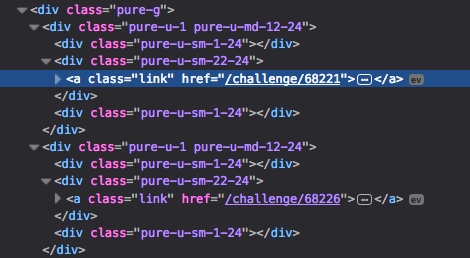 <div class="pure-g">
<div class="pure-u-1 pure-u-md-12-24">
<div class="pure-u-sm-1-24"></div>
<div class="pure-u-sm-22-24">
<a class="link" href="/challenge/68221">…</a> ev
</div>
<div class="pure-u-sm-1-24"></div>
</div>
<div class="pure-u-1 pure-u-md-12-24">
<div class="pure-u-sm-1-24"></div>
<div class="pure-u-sm-22-24">
<a class="link" href="/challenge/68226">…</a> ev
</div>
<div class="pure-u-sm-1-24"></div>
</div>